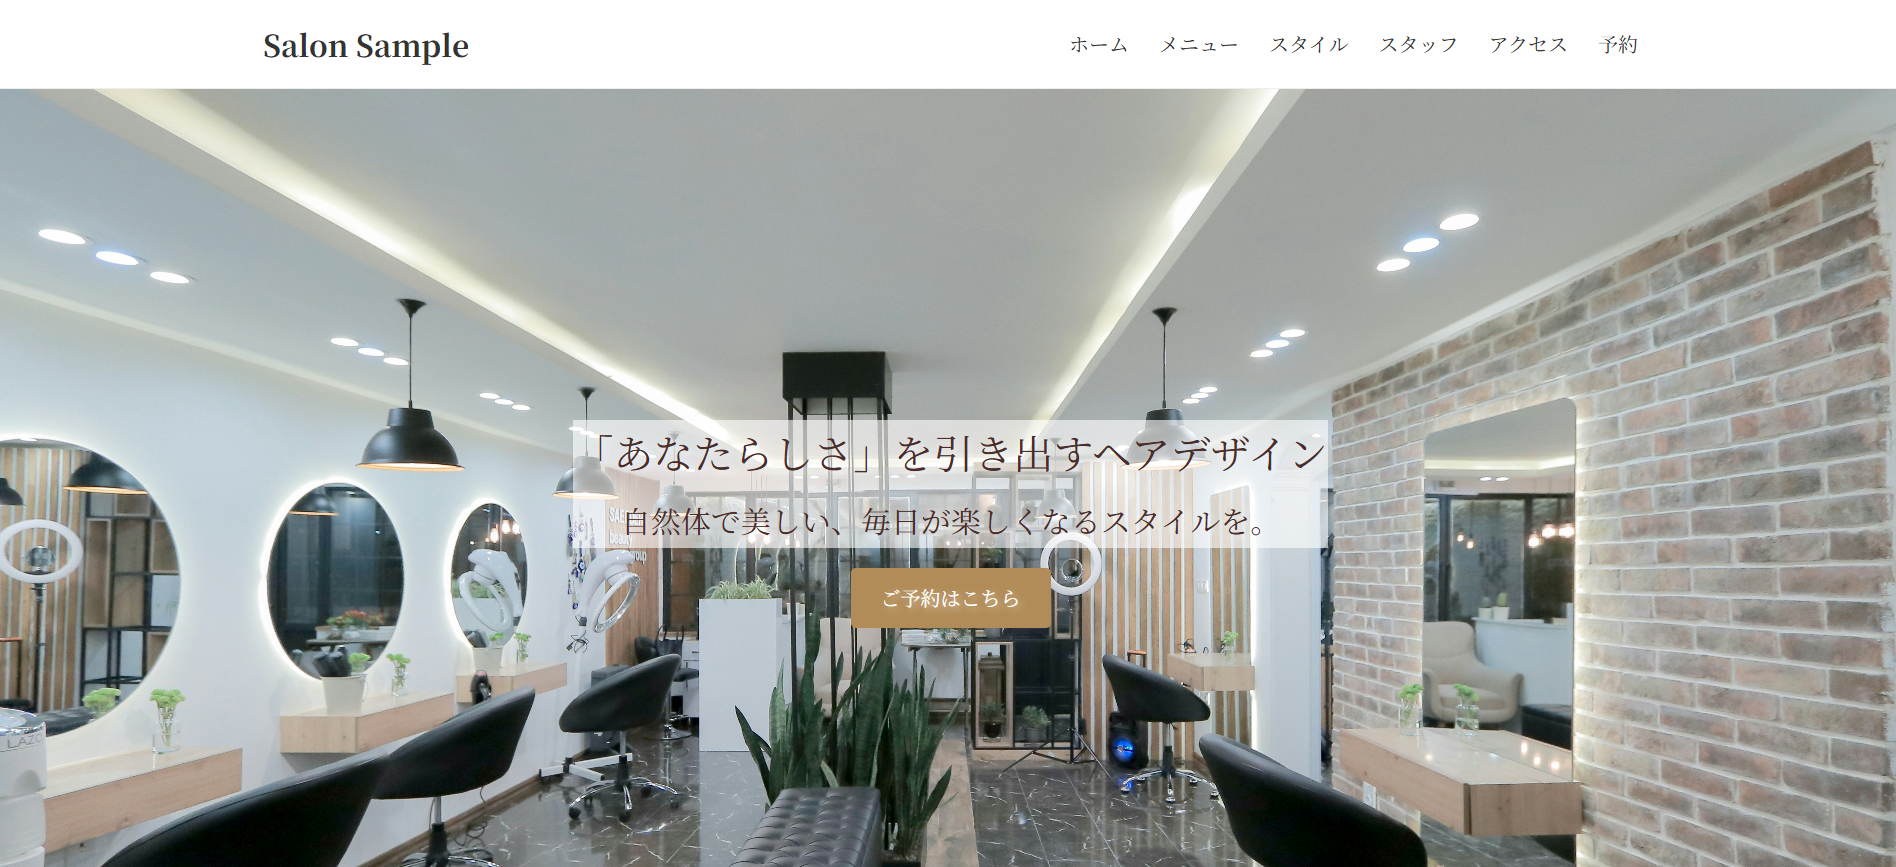 Salon Sample
ホーム メニュー スタイル スタッフ アクセス 予約
「あなたらしさ」を引き出すヘアデザイン
自然体で美しい、毎日が楽しくなるスタイルを。
beauty
ご予約はこちら
LAZO